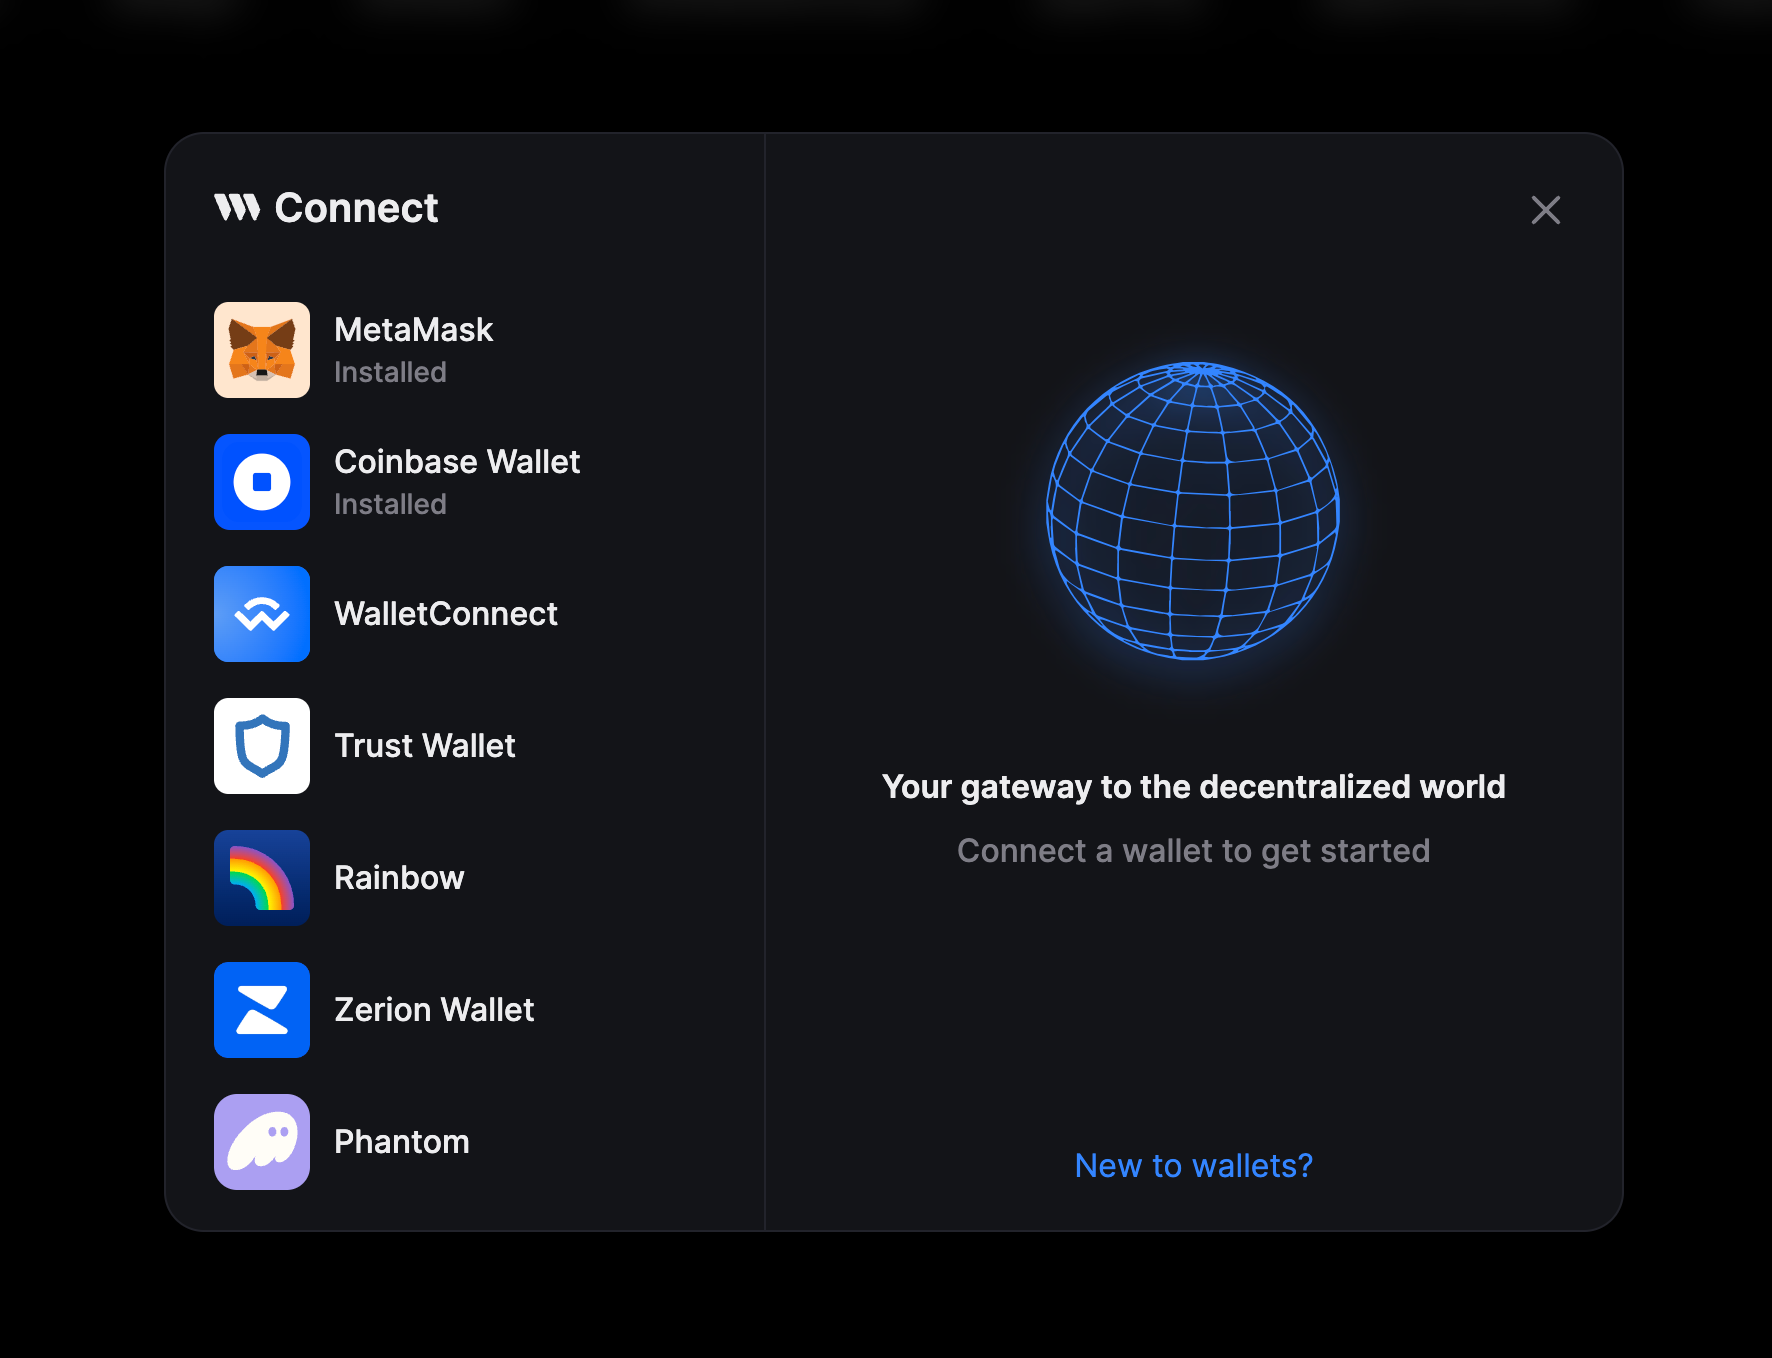 Connect
MetaMask
Installed
Coinbase Wallet
Installed
WalletConnect
Trust Wallet
Rainbow
Zerion Wallet
Phantom
Your gateway to the decentralized world
Connect a wallet to get started
New to wallets?